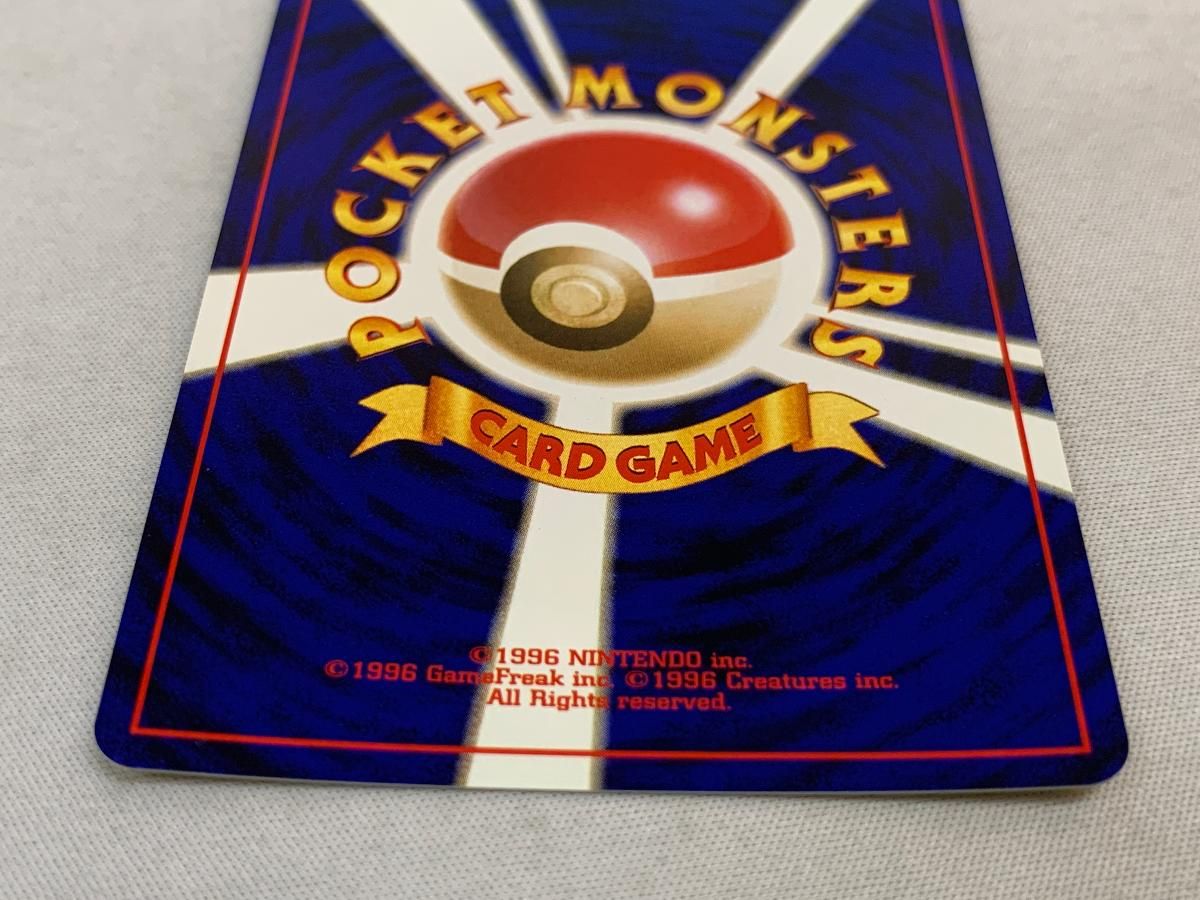 POCKET MONSTERS
CARD GAME
©1996 NINTENDO inc.
©1996 GameFreak inc. ©1996 Creatures inc.
All Rights reserved.